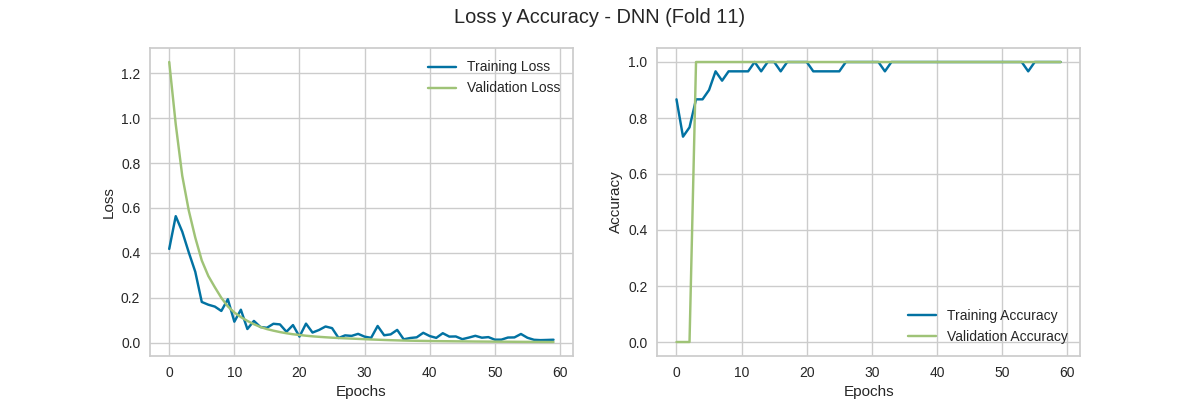 Loss y Accuracy - DNN (Fold 11)
Training Loss
Validation Loss
1.2
1.0
0.8
0.6
0.4
0.2
0.0
Loss
0 10 20 30 40 50 60
Epochs
1.0
0.8
0.6
0.4
0.2
0.0
Accuracy
Training Accuracy
Validation Accuracy
0 10 20 30 40 50 60
Epochs